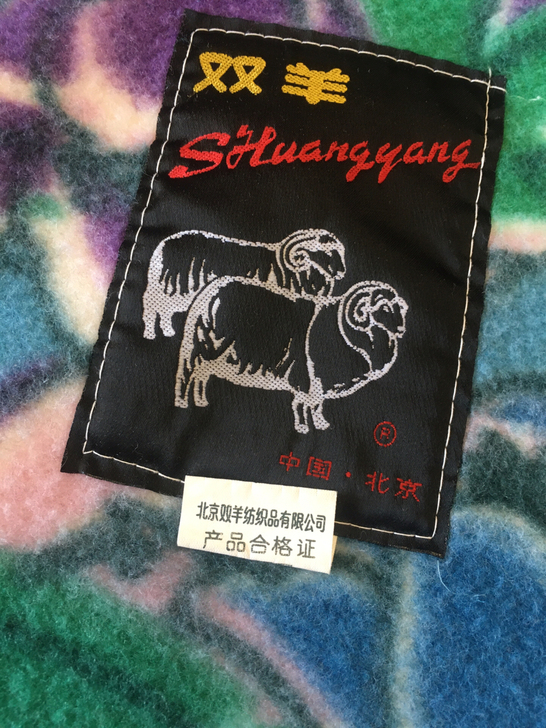 双羊
SHuangyang
®
中国·北京
北京双羊纺织品有限公司
产品合格证